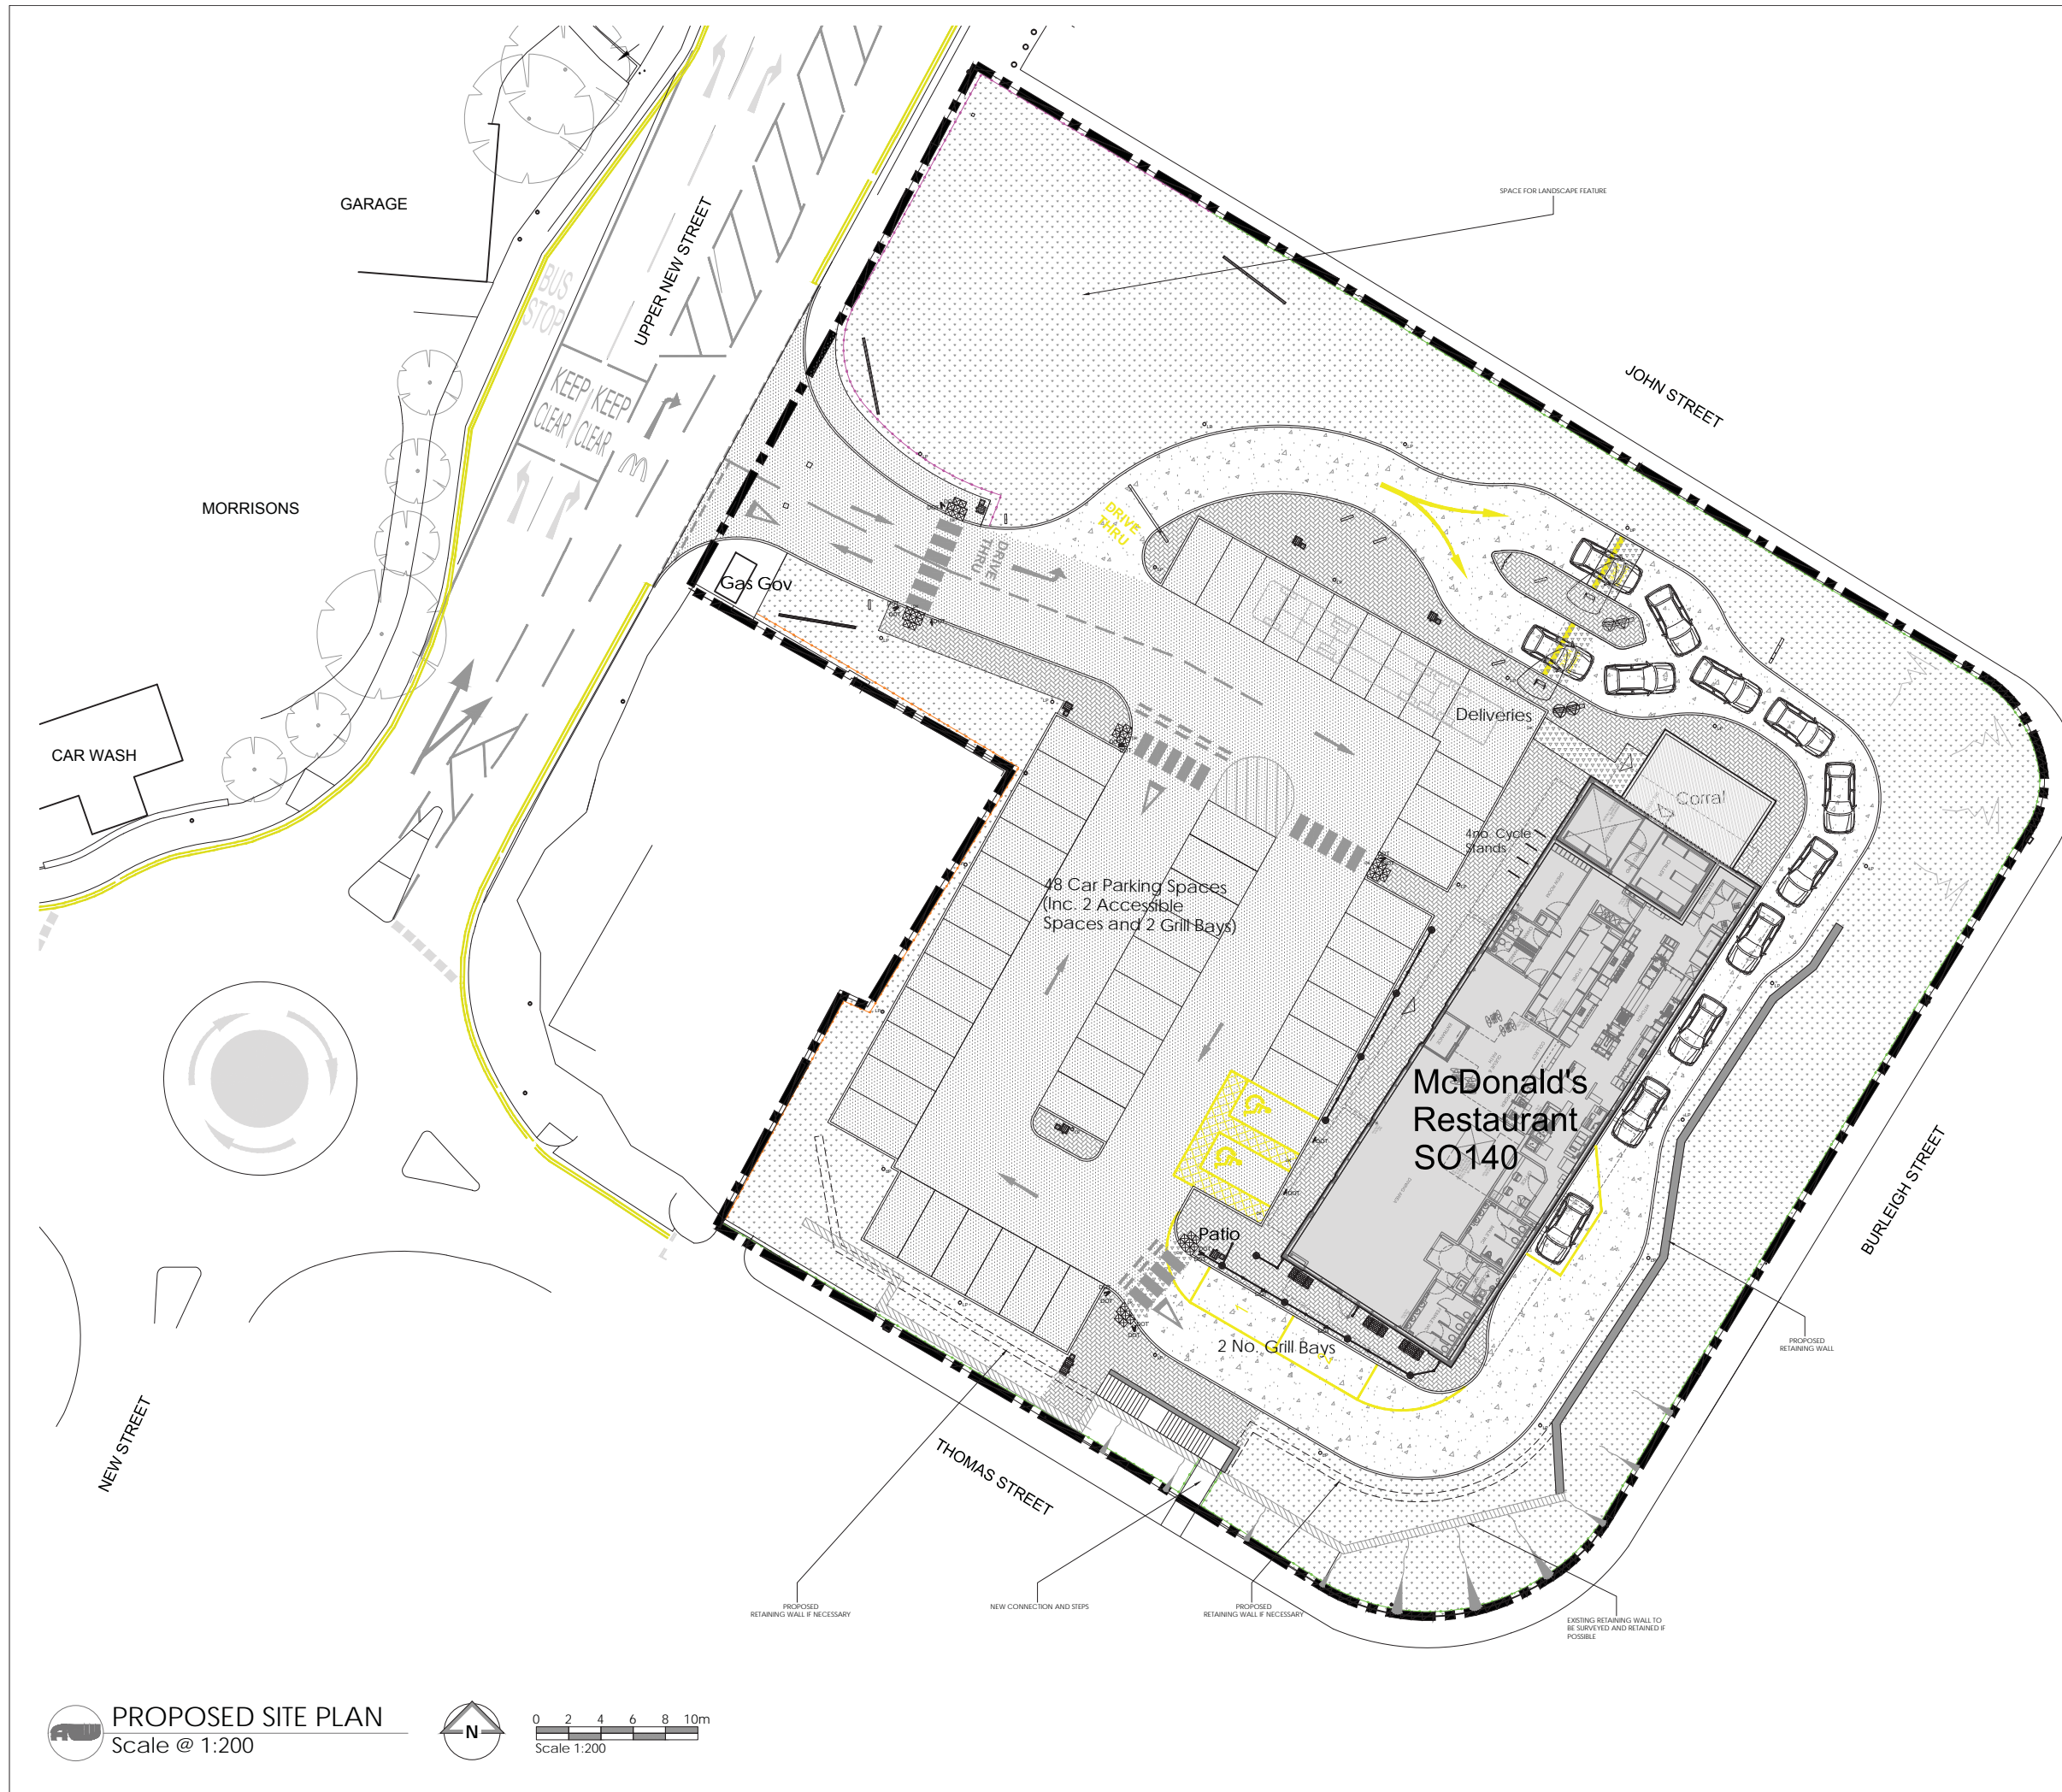 SPACE FOR LANDSCAPE FEATURE
GARAGE
UPPER NEW STREET
BUS
STOP
JOHN STREET
KEEP KEEP
CLEAR CLEAR
MORRISONS
DRIVE
THRU
DRIVE
THRU
Gas Gov
Deliveries
CAR WASH
Corral
4no. Cycle
Stands
48 Car Parking Spaces
(Inc. 2 Accessible
Spaces and 2 Grill Bays)
McDonald's
Restaurant
SO140
BURLEIGH STREET
Patio
1
2
2 No. Grill Bays
PROPOSED
RETAINING WALL
NEW STREET
THOMAS STREET
PROPOSED
RETAINING WALL IF NECESSARY
NEW CONNECTION AND STEPS
PROPOSED
RETAINING WALL IF NECESSARY
EXISTING RETAINING WALL TO
BE SURVEYED AND RETAINED IF
POSSIBLE
PROPOSED SITE PLAN
Scale @ 1:200
N
0 2 4 6 8 10m
Scale 1:200